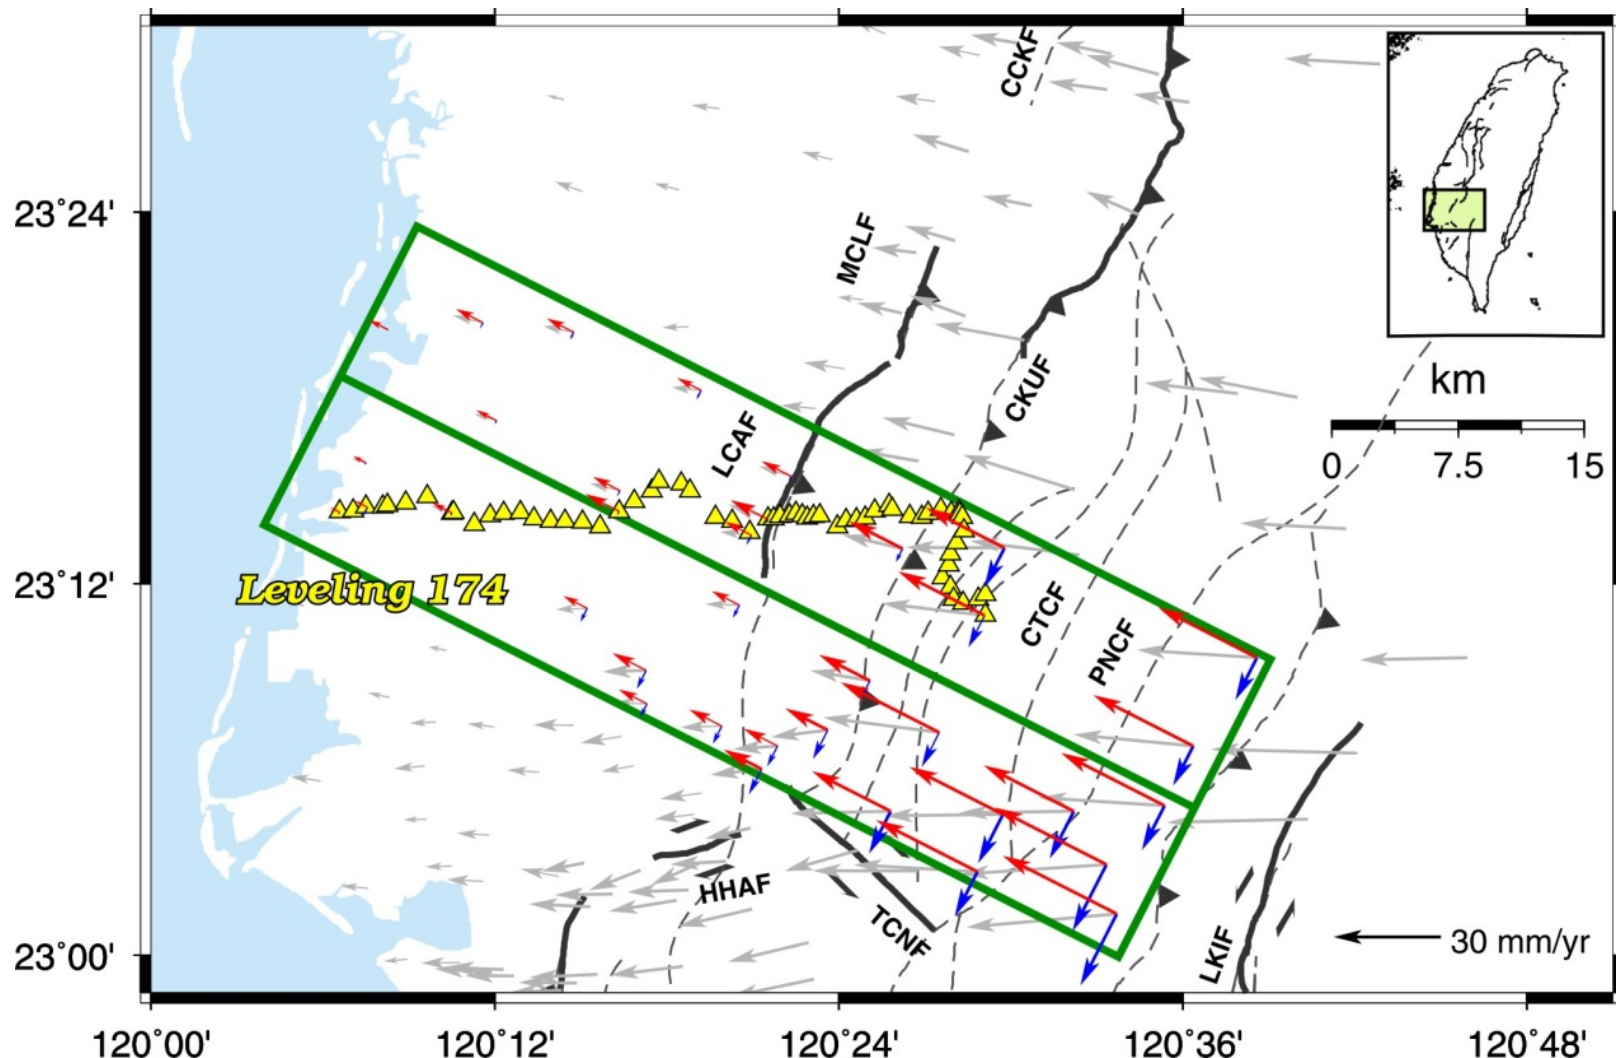 CCKF
23°24'
MCLF
km
CKUF
LCAF
0 7.5 15
23°12'
Leveling 174
CTCF
PNCF
HHAF
TCNF
LKIF
30 mm/yr
23°00'
120°00' 120°12' 120°24' 120°36' 120°48'